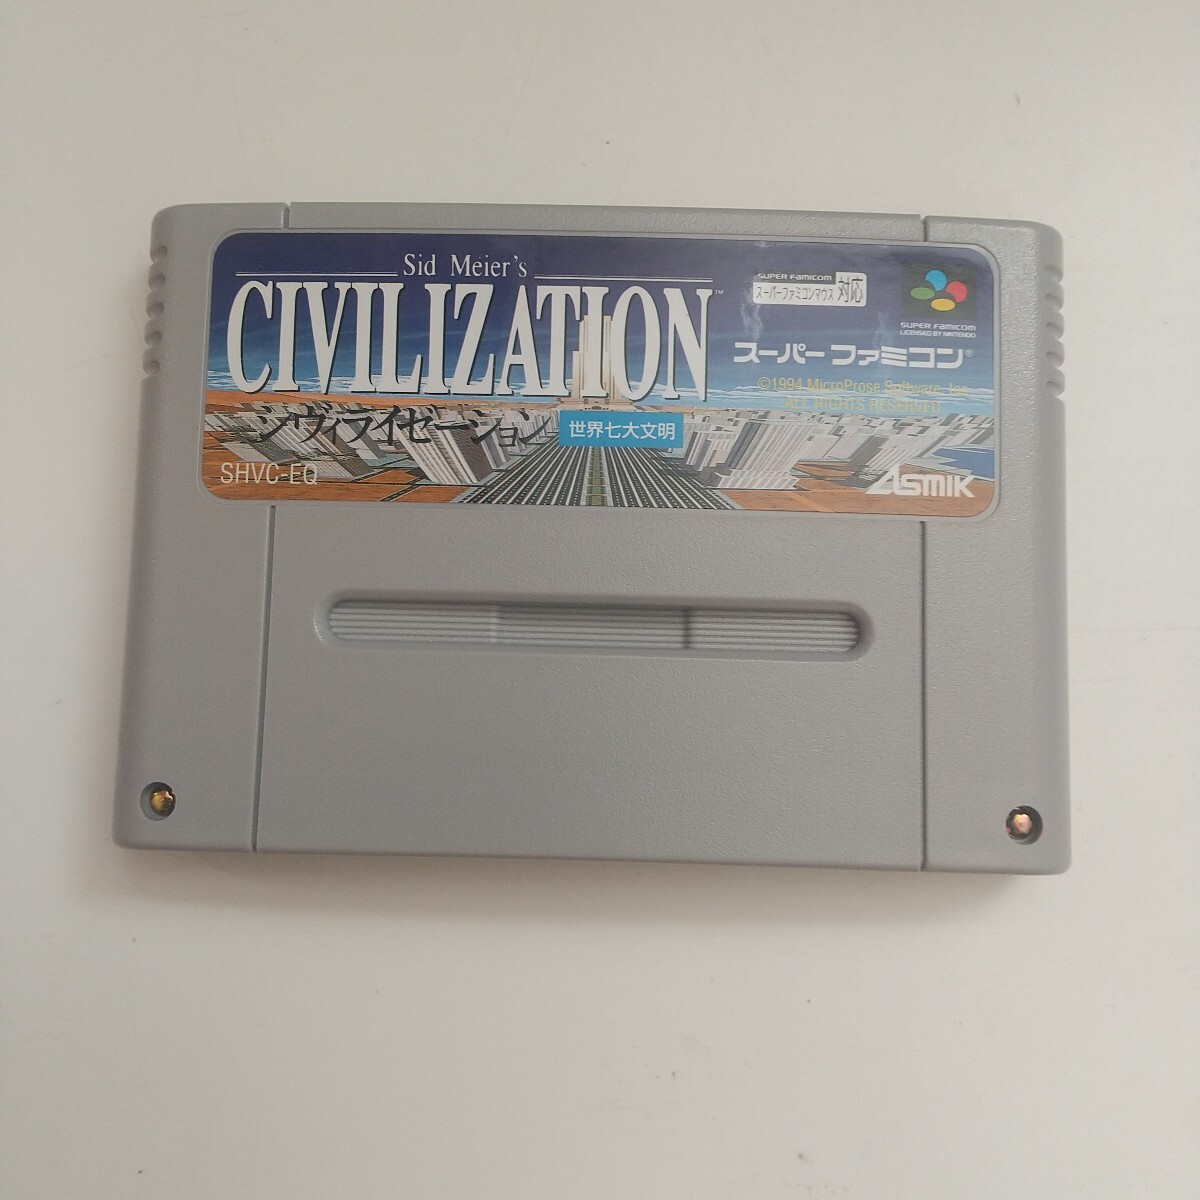 Sid Meier's
CIVILIZATION™
シヴィライゼーション
世界七大文明
SHVC-EQ
SUPER FAMICOM
スーパーファミコンマウス 対応
SUPER FAMICOM
LICENSED BY NINTENDO
スーパーファミコン®
©1994 MicroProse Software, Inc.
ALL RIGHTS RESERVED
Asmik